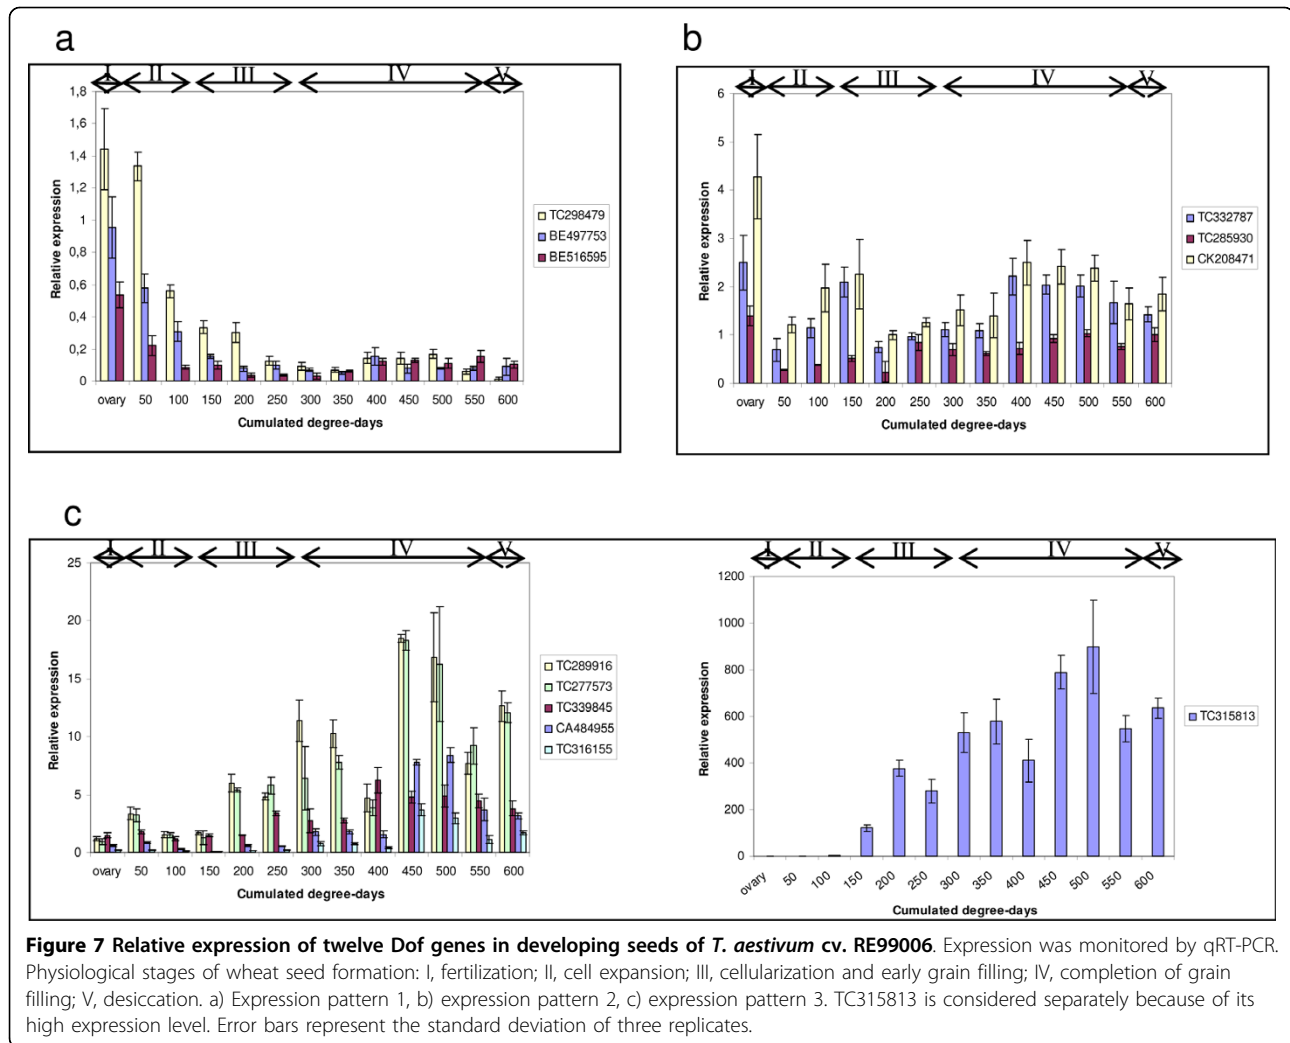 a
I II III IV V
1,8
1,6
1,4
1,2
1
0,8
0,6
0,4
0,2
0
Relative expression
ovary 50 100 150 200 250 300 350 400 450 500 550 600
Cumulated degree-days
TC298479
BE497753
BE516595
b
I II III IV V
6
5
4
3
2
1
0
Relative expression
ovary 50 100 150 200 250 300 350 400 450 500 550 600
Cumulated degree-days
TC332787
TC285930
CK208471
c
I II III IV V
25
20
15
10
5
0
Relative expression
ovary 50 100 150 200 250 300 350 400 450 500 550 600
Cumulated degree-days
TC289916
TC277573
TC339845
CA484955
TC316155
I II III IV V
1200
1000
800
600
400
200
0
Relative expression
ovary 50 100 150 200 250 300 350 400 450 500 550 600
Cumulated degree-days
TC315813
Figure 7 Relative expression of twelve Dof genes in developing seeds of T. aestivum cv. RE99006. Expression was monitored by qRT-PCR.
Physiological stages of wheat seed formation: I, fertilization; II, cell expansion; III, cellularization and early grain filling; IV, completion of grain
filling; V, desiccation. a) Expression pattern 1, b) expression pattern 2, c) expression pattern 3. TC315813 is considered separately because of its
high expression level. Error bars represent the standard deviation of three replicates.